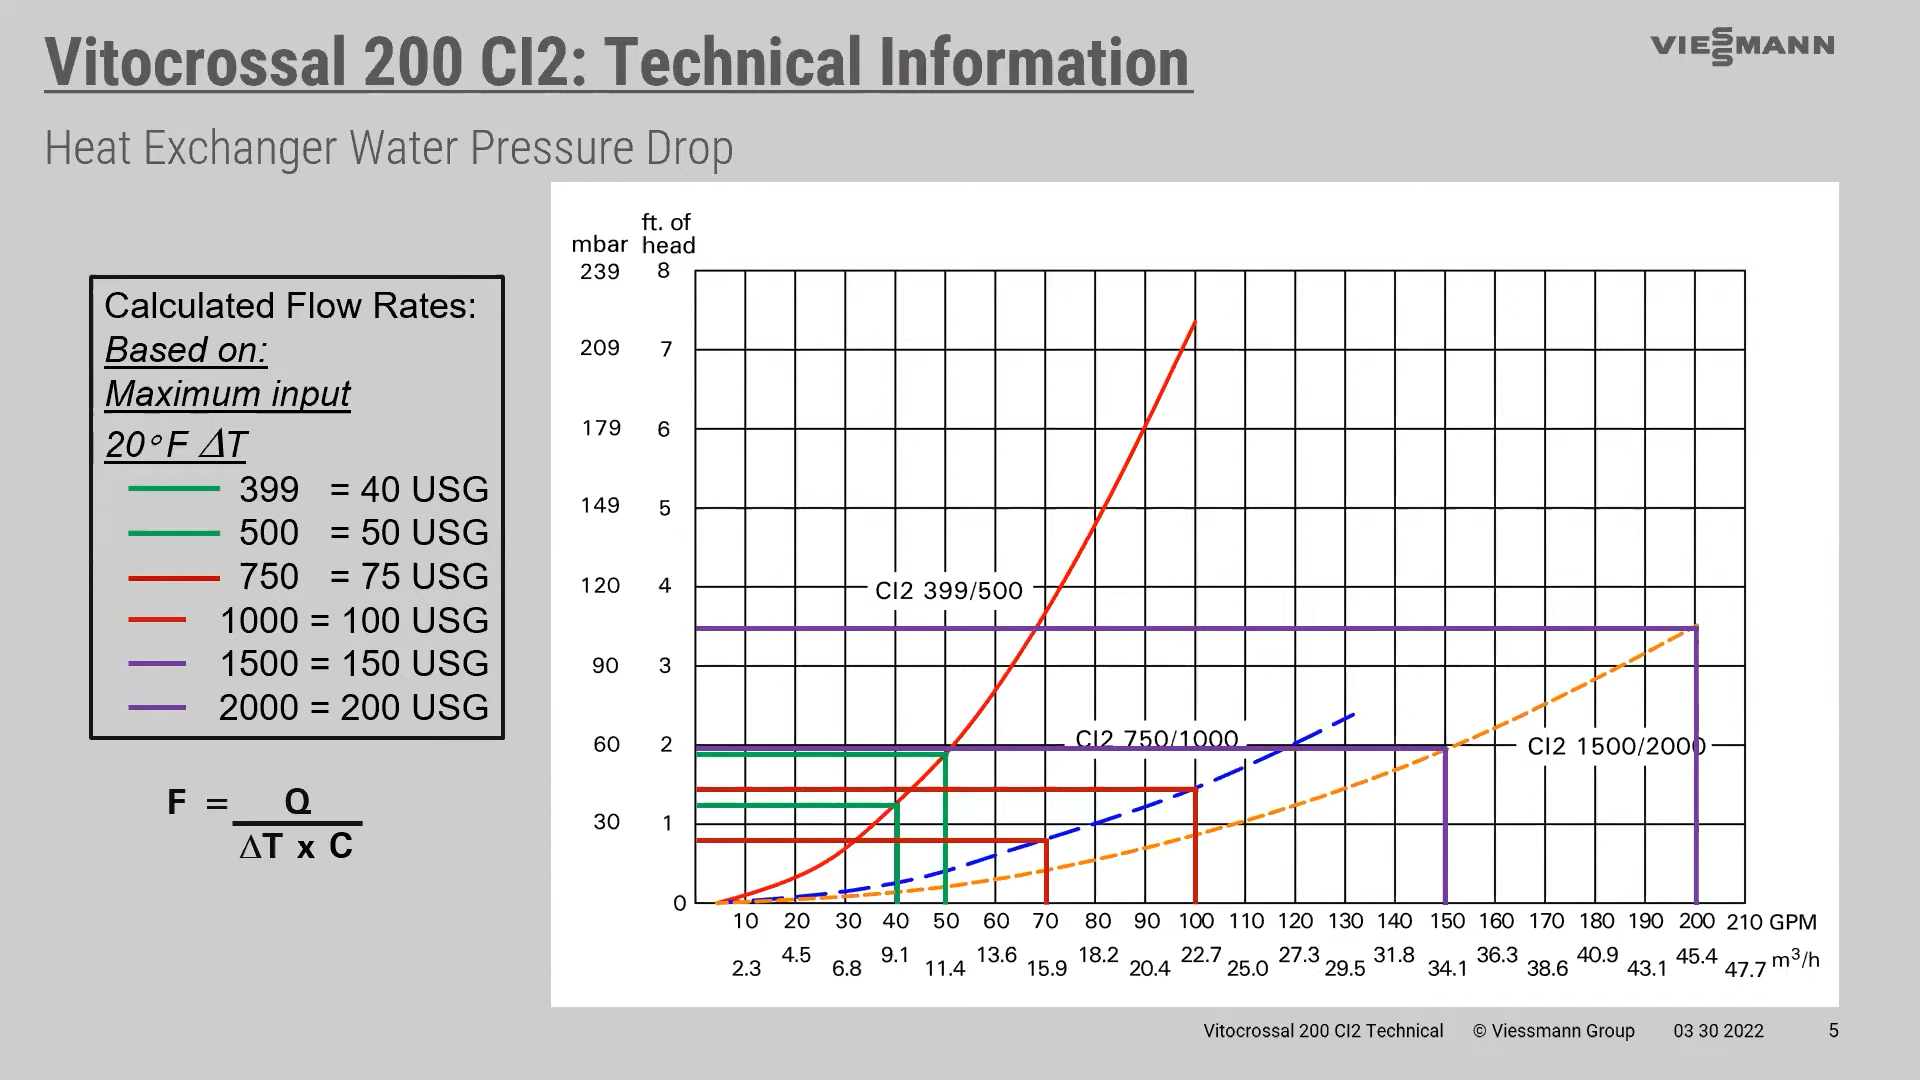 Vitocrossal 200 CI2: Technical Information
VIESSMANN
Heat Exchanger Water Pressure Drop
Calculated Flow Rates:
Based on:
Maximum input
20°F ΔT
399 = 40 USG
500 = 50 USG
750 = 75 USG
1000 = 100 USG
1500 = 150 USG
2000 = 200 USG
F = Q
ΔT x C
ft. of
mbar head
239 8
209 7
179 6
149 5
120 4
90 3
60 2
30 1
0
CI2 399/500
CI2 750/1000
CI2 1500/2000
10 20 30 40 50 60 70 80 90 100 110 120 130 140 150 160 170 180 190 200 210 GPM
2.3 4.5 6.8 9.1 11.4 13.6 15.9 18.2 20.4 22.7 25.0 27.3 29.5 31.8 34.1 36.3 38.6 40.9 43.1 45.4 47.7 m³/h
Vitocrossal 200 CI2 Technical © Viessmann Group 03 30 2022 5